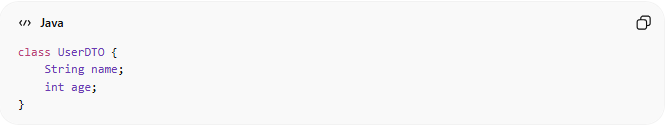 </> Java
class UserDTO {
    String name;
    int age;
}